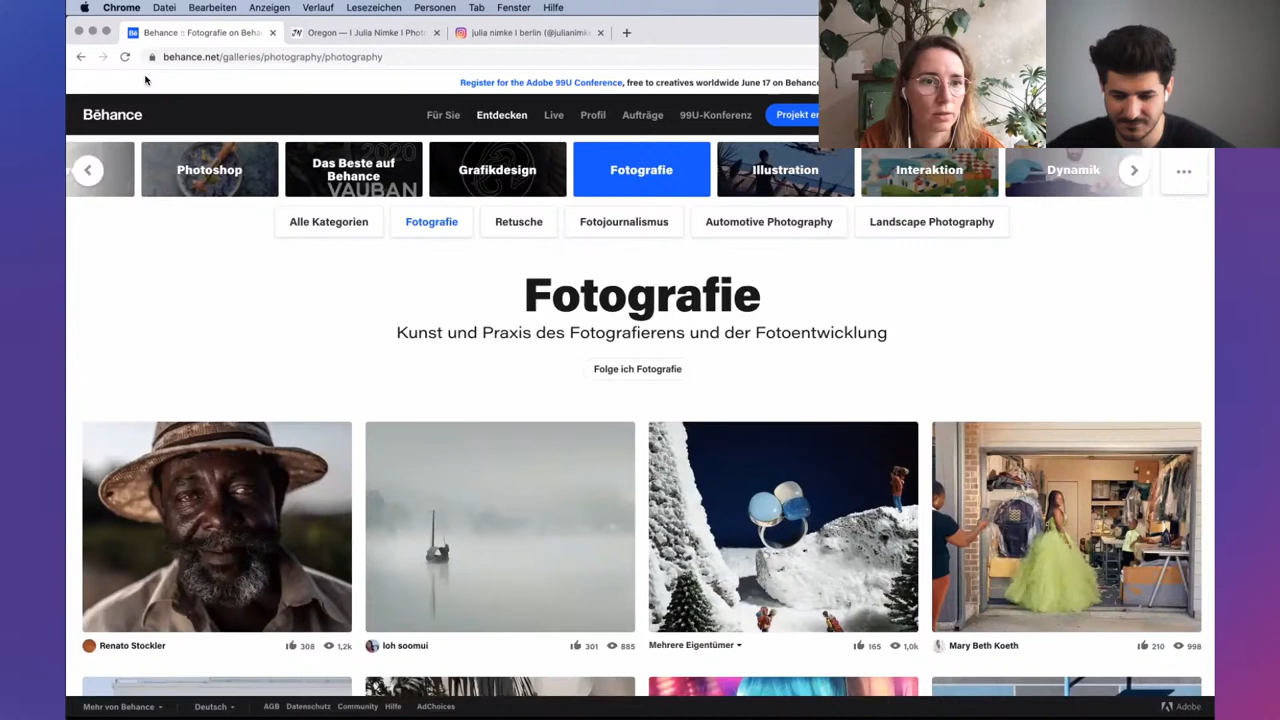 Chrome Datei Bearbeiten Anzeigen Verlauf Lesezeichen Personen Tab Fenster Hilfe
Behance :: Fotografie on Beha
Oregon — I Julia Nimke I Phot
julia nimke I berlin (@julianimk
behance.net/galleries/photography/photography
Register for the Adobe 99U Conference, free to creatives worldwide June 17 on Behance
Bēhance Für Sie Entdecken Live Profil Aufträge 99U-Konferenz Projekt er
Photoshop
Das Beste auf
Behance
2020
VAUBAN
Grafikdesign
Fotografie
Illustration
Interaktion
Dynamik
Alle Kategorien Fotografie Retusche Fotojournalismus Automotive Photography Landscape Photography
Fotografie
Kunst und Praxis des Fotografierens und der Fotoentwicklung
Folge ich Fotografie
Renato Stockler 308 1,2k
loh soomui 301 885
Mehrere Eigentümer 165 1,0k
Mary Beth Koeth 210 998
Mehr von Behance Deutsch AGB Datenschutz Community Hilfe AdChoices Adobe